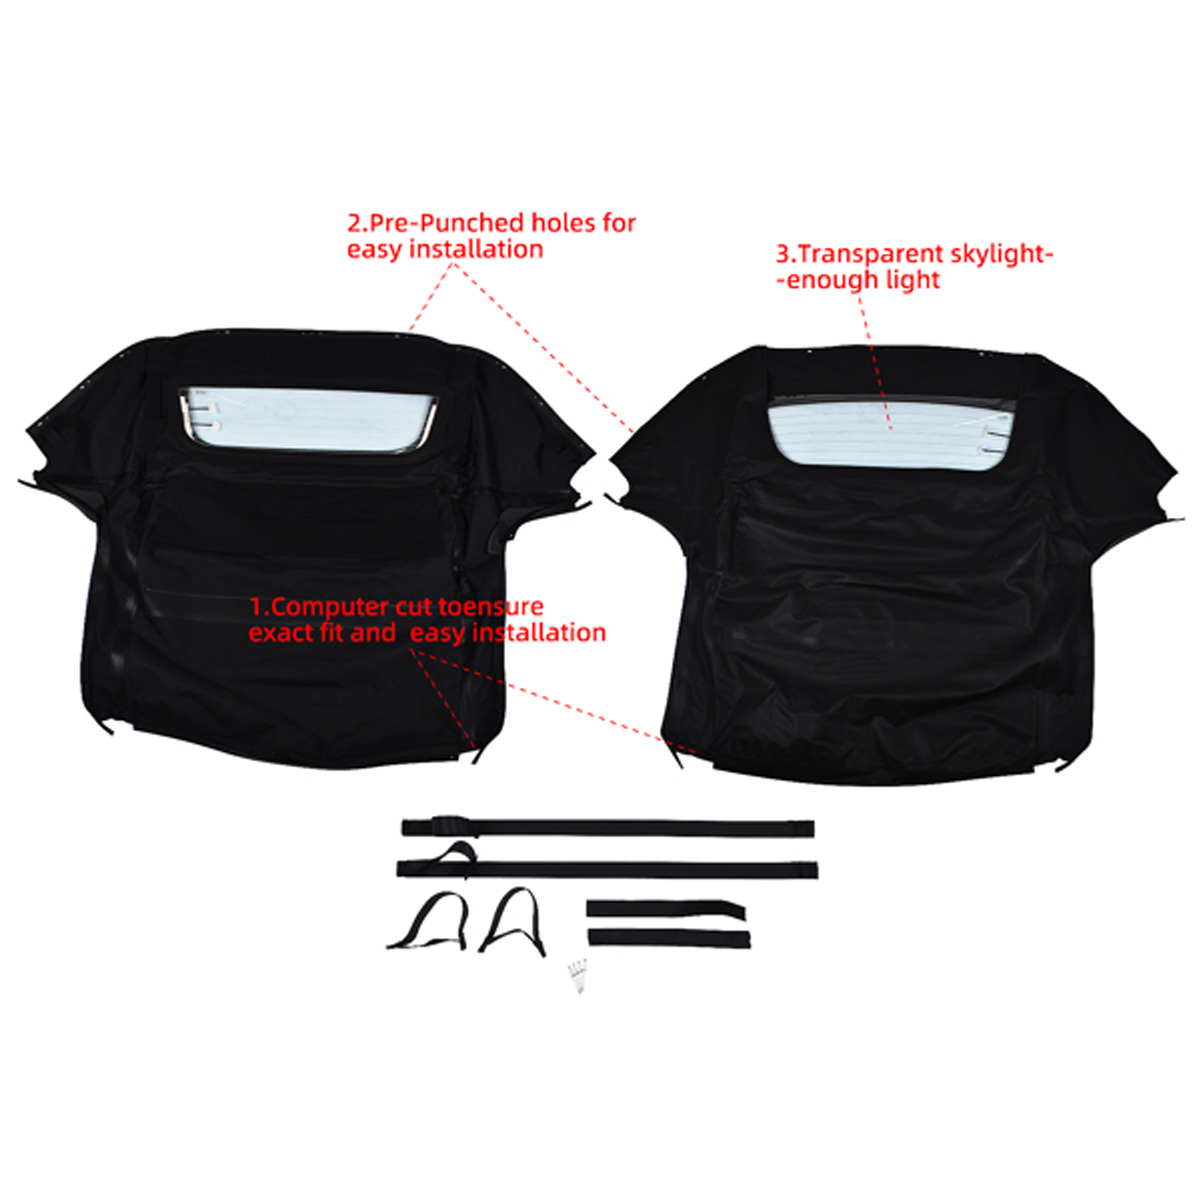 2.Pre-Punched holes for
easy installation
3.Transparent skylight-
-enough light
1.Computer cut toensure
exact fit and  easy installation